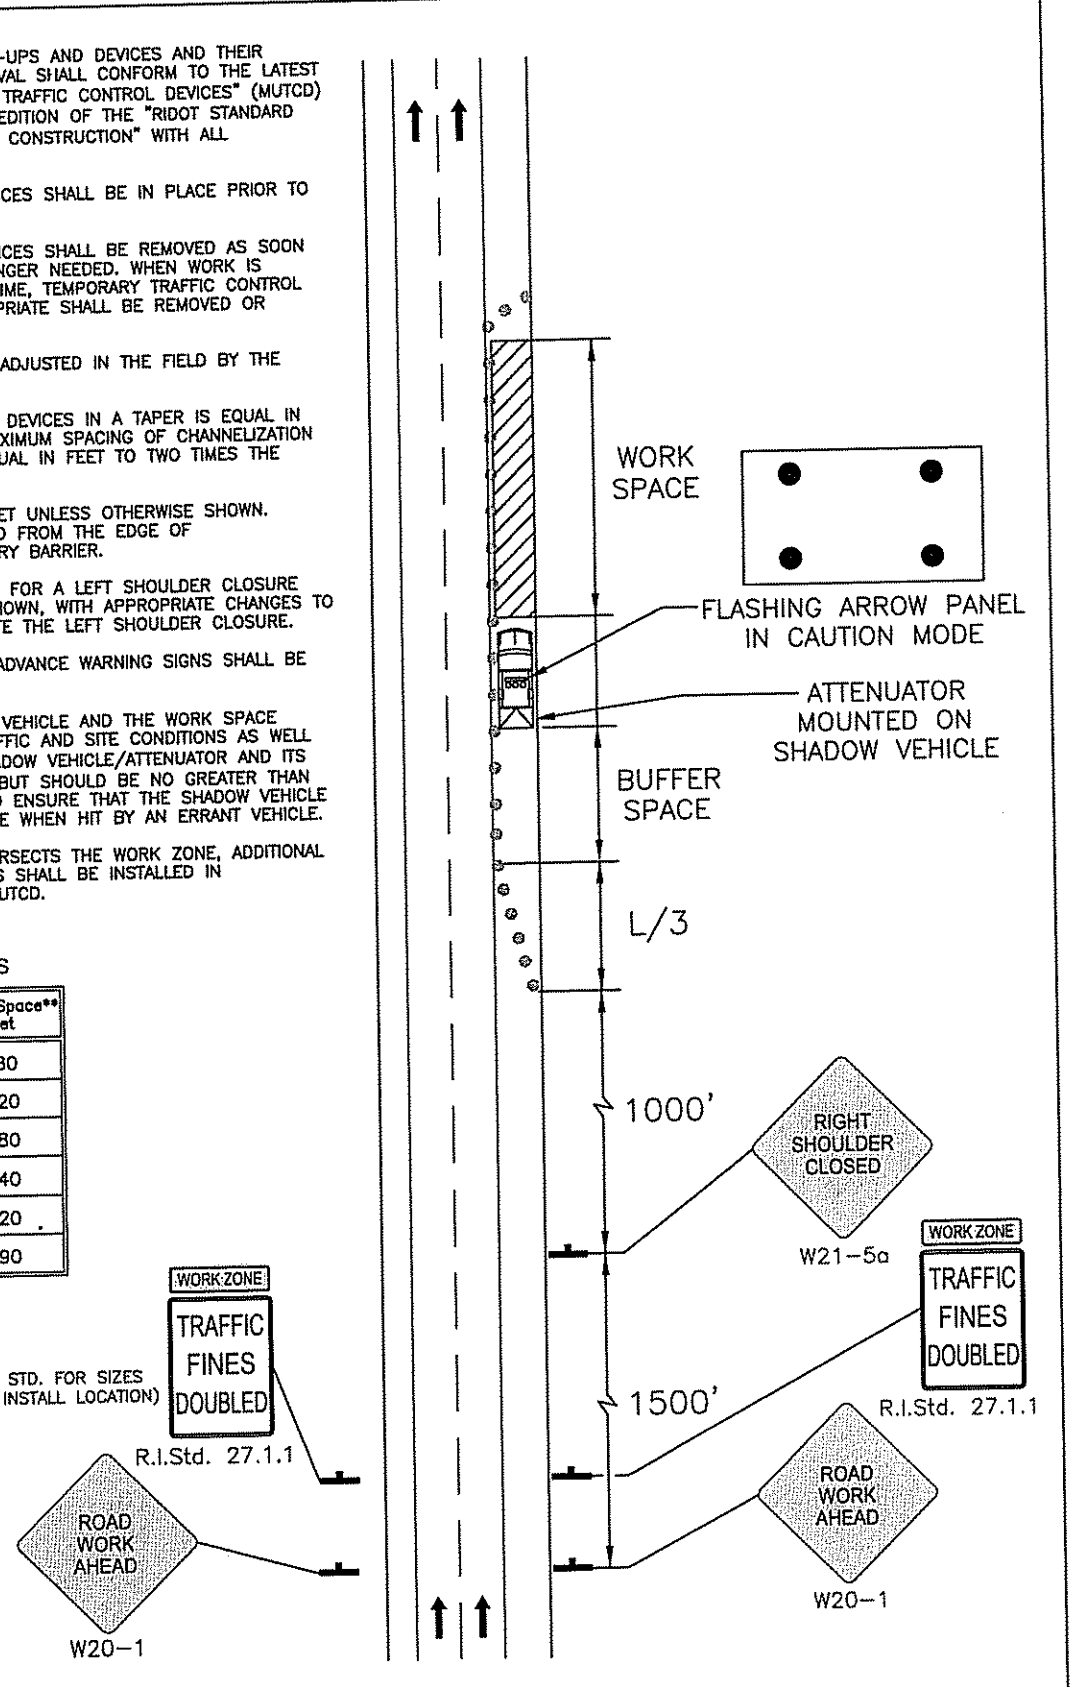 -UPS AND DEVICES AND THEIR
VAL SHALL CONFORM TO THE LATEST
TRAFFIC CONTROL DEVICES" (MUTCD)
EDITION OF THE "RIDOT STANDARD
CONSTRUCTION" WITH ALL
CES SHALL BE IN PLACE PRIOR TO
ICES SHALL BE REMOVED AS SOON
NGER NEEDED. WHEN WORK IS
IME, TEMPORARY TRAFFIC CONTROL
PRIATE SHALL BE REMOVED OR
ADJUSTED IN THE FIELD BY THE
DEVICES IN A TAPER IS EQUAL IN
XIMUM SPACING OF CHANNELIZATION
UAL IN FEET TO TWO TIMES THE
ET UNLESS OTHERWISE SHOWN.
D FROM THE EDGE OF
RY BARRIER.
FOR A LEFT SHOULDER CLOSURE
HOWN, WITH APPROPRIATE CHANGES TO
TE THE LEFT SHOULDER CLOSURE.
ADVANCE WARNING SIGNS SHALL BE
VEHICLE AND THE WORK SPACE
FFIC AND SITE CONDITIONS AS WELL
DOW VEHICLE/ATTENUATOR AND ITS
BUT SHOULD BE NO GREATER THAN
O ENSURE THAT THE SHADOW VEHICLE
E WHEN HIT BY AN ERRANT VEHICLE.
RSECTS THE WORK ZONE, ADDITIONAL
S SHALL BE INSTALLED IN
UTCD.
S
Space**
et
30
20
80
40
20
90
WORK
SPACE
FLASHING ARROW PANEL
IN CAUTION MODE
ATTENUATOR
MOUNTED ON
SHADOW VEHICLE
BUFFER
SPACE
L/3
1000'
RIGHT
SHOULDER
CLOSED
W21-5a
WORK ZONE
TRAFFIC
FINES
DOUBLED
R.I.Std. 27.1.1
1500'
WORK ZONE
TRAFFIC
FINES
DOUBLED
R.I.Std. 27.1.1
STD. FOR SIZES
INSTALL LOCATION)
ROAD
WORK
AHEAD
W20-1
ROAD
WORK
AHEAD
W20-1